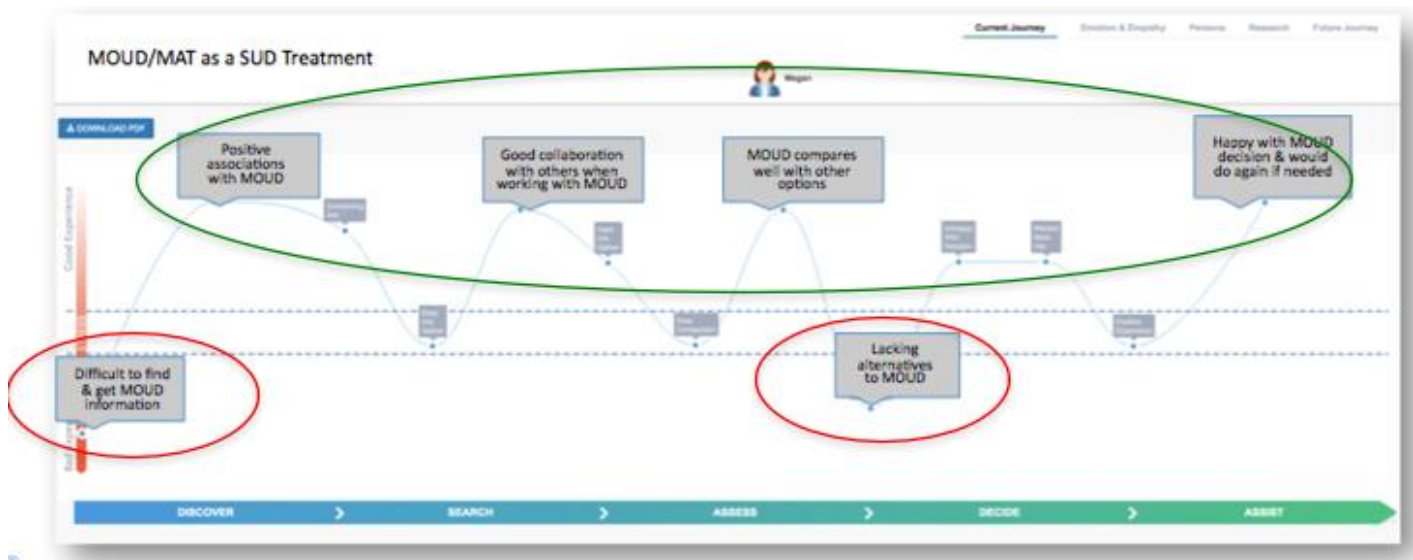 Current Journey
Emotion & Empathy
Persona
Research
Future Journey
MOUD/MAT as a SUD Treatment
Megan
DOWNLOAD PDF
Positive
associations
with MOUD
Good collaboration
with others when
working with MOUD
MOUD compares
well with other
options
Happy with MOUD
decision & would
do again if needed
Good Experience
Difficult to find
& get MOUD
information
Lacking
alternatives
to MOUD
Bad
DISCOVER
SEARCH
ASSESS
DECIDE
ASSIST